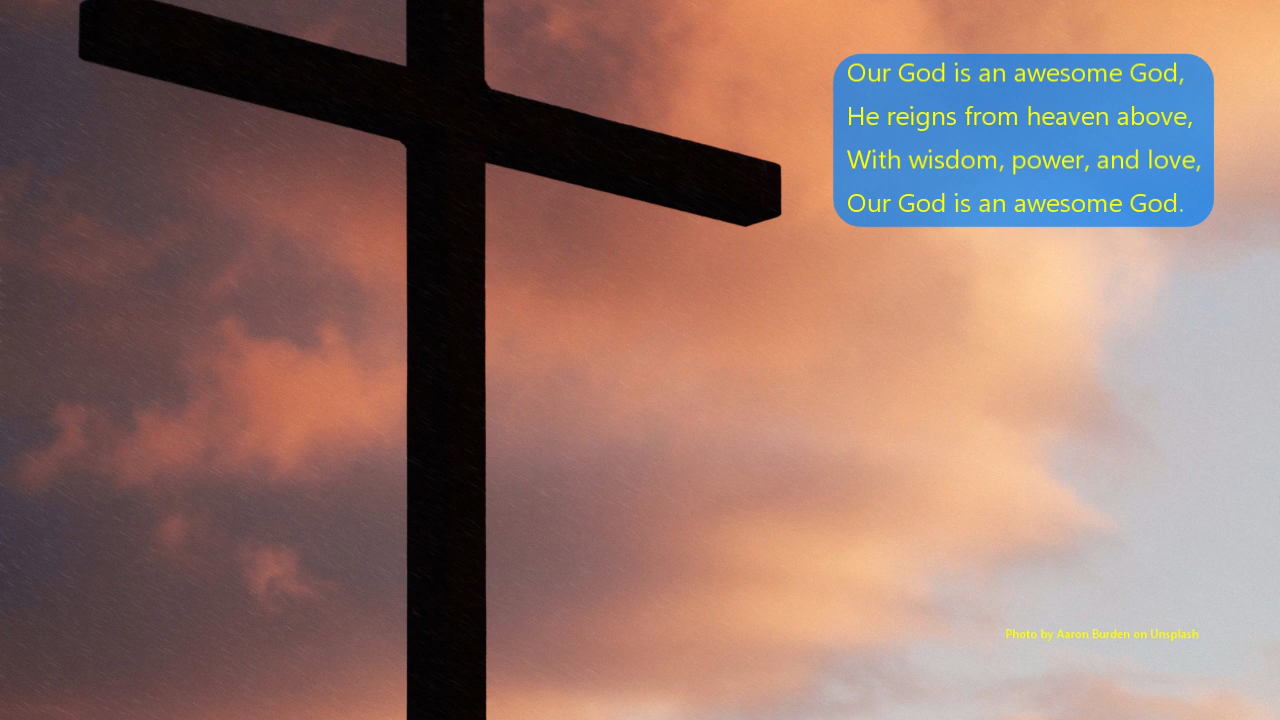 Our God is an awesome God,
He reigns from heaven above,
With wisdom, power, and love,
Our God is an awesome God.
Photo by Aaron Burden on Unsplash